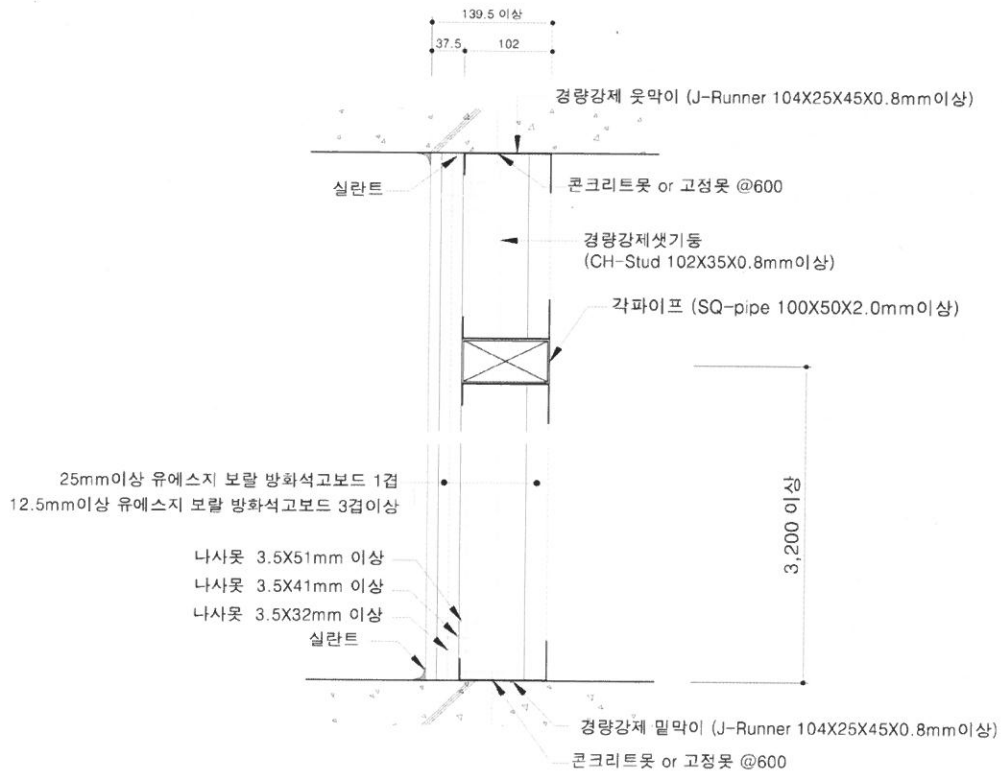 139.5 이상
37.5
102
경량강제 웃막이 (J-Runner 104X25X45X0.8mm이상)
실란트
콘크리트못 or 고정못 @600
경량강제샛기둥
(CH-Stud 102X35X0.8mm이상)
각파이프 (SQ-pipe 100X50X2.0mm이상)
25mm이상 유에스지 보랄 방화석고보드 1겹
12.5mm이상 유에스지 보랄 방화석고보드 3겹이상
3,200 이상
나사못 3.5X51mm 이상
나사못 3.5X41mm 이상
나사못 3.5X32mm 이상
실란트
경량강제 밑막이 (J-Runner 104X25X45X0.8mm이상)
콘크리트못 or 고정못 @600